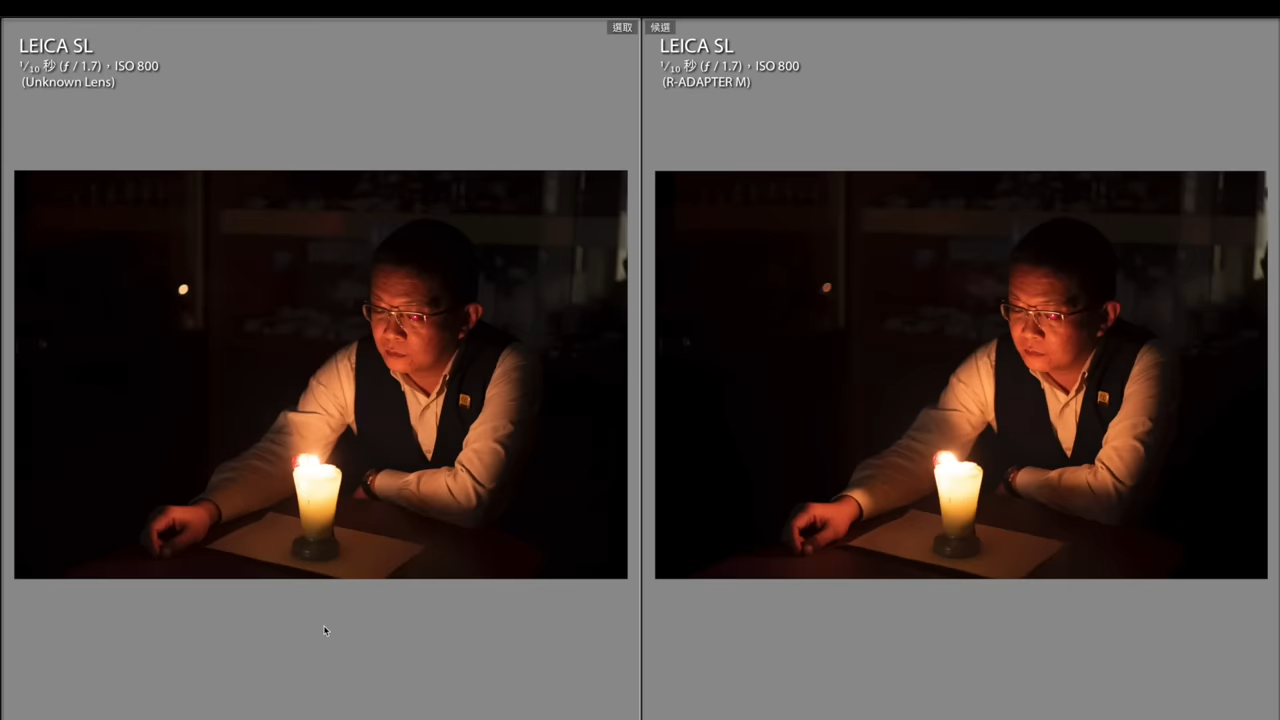 選取
LEICA SL
1/10 秒 (ƒ / 1.7)，ISO 800
(Unknown Lens)
候選
LEICA SL
1/10 秒 (ƒ / 1.7)，ISO 800
(R-ADAPTER M)